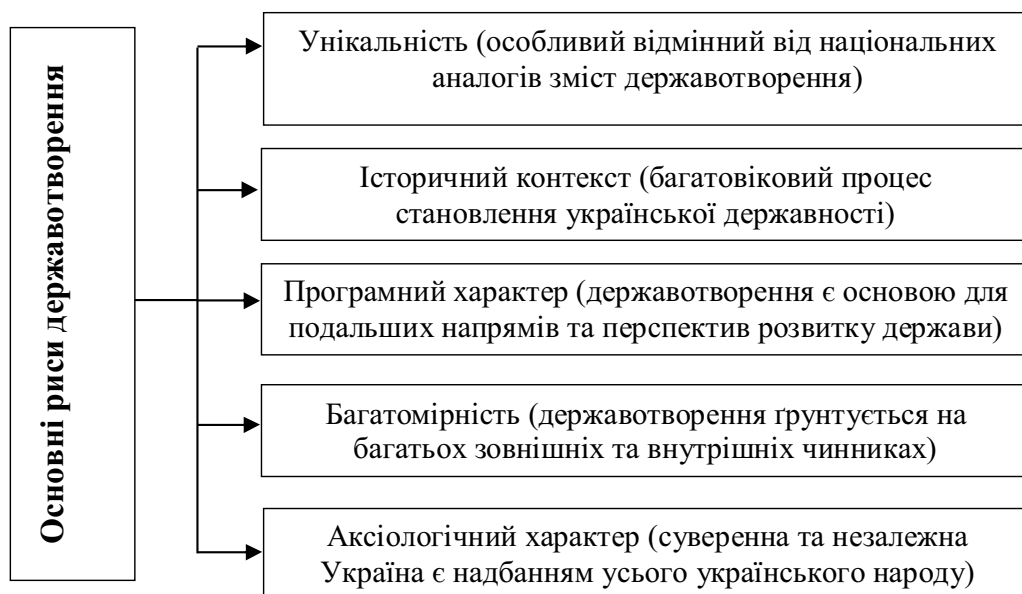 Основні риси державотворення
Унікальність (особливий відмінний від національних
аналогів зміст державотворення)
Історичний контекст (багатовіковий процес
становлення української державності)
Програмний характер (державотворення є основою для
подальших напрямів та перспектив розвитку держави)
Багатомірність (державотворення ґрунтується на
багатьох зовнішніх та внутрішніх чинниках)
Аксіологічний характер (суверенна та незалежна
Україна є надбанням усього українського народу)